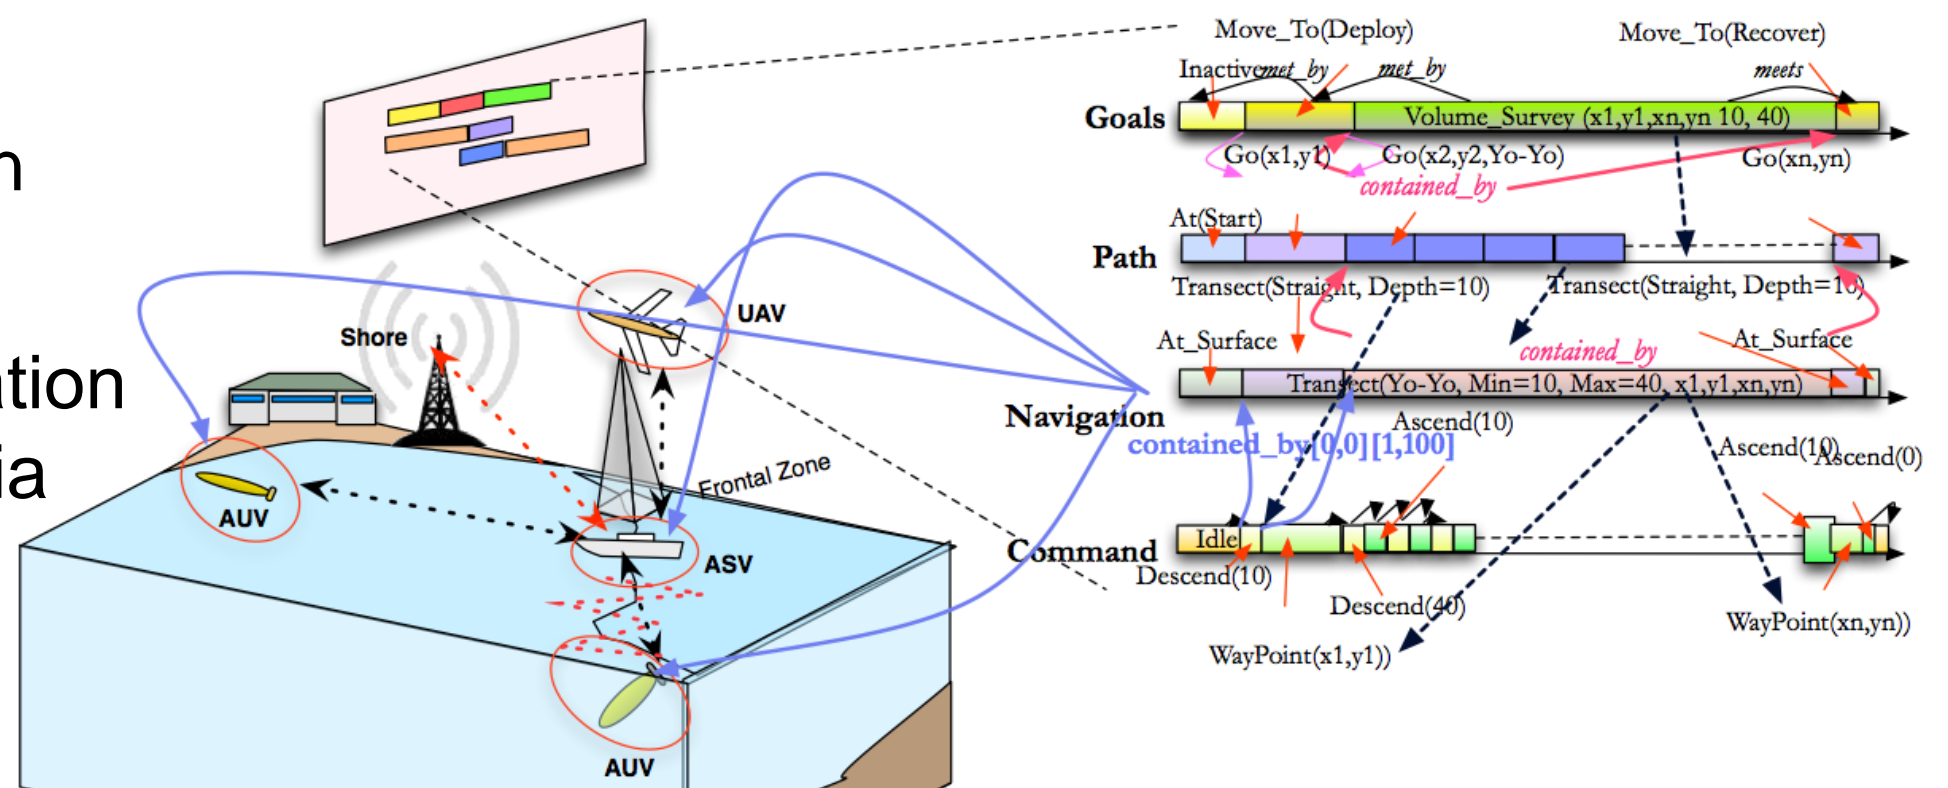 n
ation
ia
Shore
UAV
AUV
Frontal Zone
ASV
AUV
Move_To(Deploy)
Move_To(Recover)
Inactive
met_by
met_by
meets
Goals
Volume_Survey (x1,y1,xn,yn 10, 40)
Go(x1,y1)
Go(x2,y2,Yo-Yo)
Go(xn,yn)
contained_by
At(Start)
Path
Transect(Straight, Depth=10)
Transect(Straight, Depth=10)
At_Surface
contained_by
At_Surface
Transect(Yo-Yo, Min=10, Max=40, x1,y1,xn,yn)
Navigation
Ascend(10)
contained_by[0,0][1,100]
Ascend(10)
Ascend(0)
Idle
Command
Descend(10)
Descend(40)
WayPoint(xn,yn))
WayPoint(x1,y1))